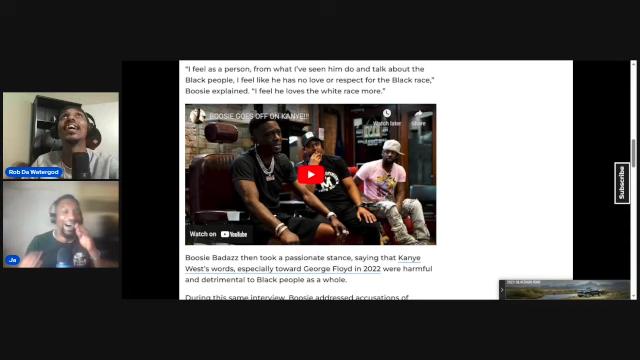 “I feel as a person, from what I’ve seen him do and talk about the
Black people, I feel like he has no love or respect for the Black race,”
Boosie explained. “I feel he loves the white race more.”
BOOSIE GOES OFF ON KANYE!!!
Watch later
Share
Watch on YouTube
Rob Da Watergod
Ja
Subscribe
Boosie Badazz then took a passionate stance, saying that Kanye
West’s words, especially toward George Floyd in 2022 were harmful
and detrimental to Black people as a whole.
During this same interview, Boosie addressed accusations of